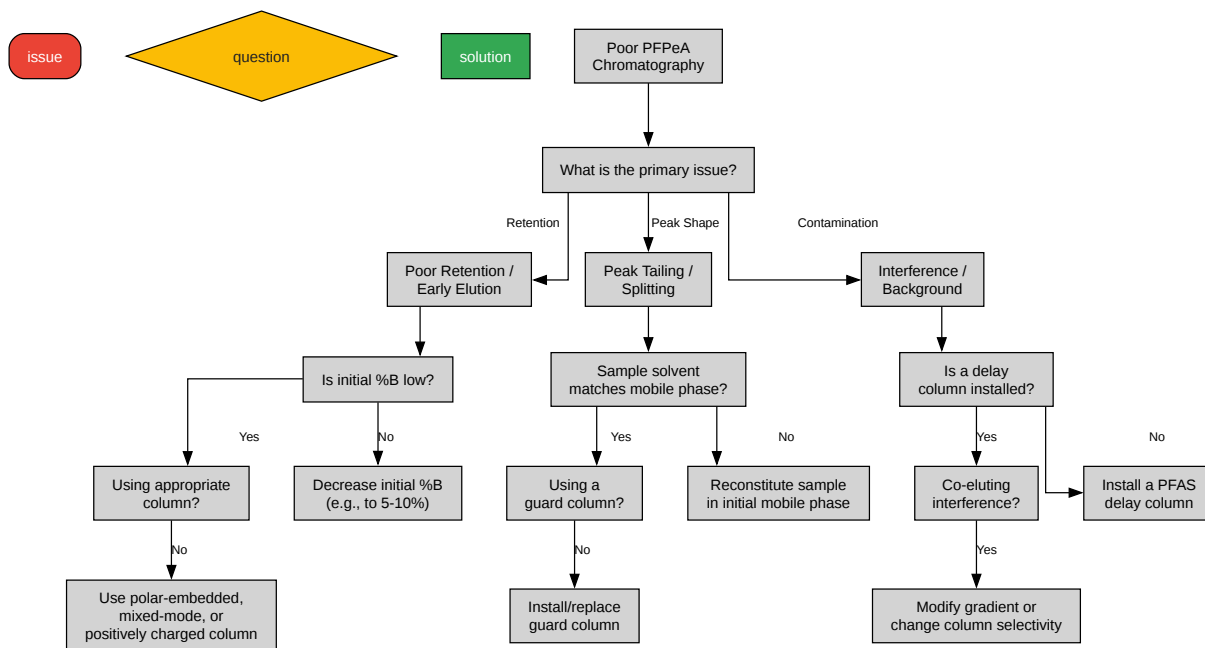 issue
question
solution
Poor PFPeA
Chromatography
What is the primary issue?
Retention
Peak Shape
Contamination
Poor Retention /
Early Elution
Peak Tailing /
Splitting
Interference /
Background
Is initial %B low?
Sample solvent
matches mobile phase?
Is a delay
column installed?
Yes
No
Yes
No
Yes
No
Using appropriate
column?
Decrease initial %B
(e.g., to 5-10%)
Using a
guard column?
Reconstitute sample
in initial mobile phase
Co-eluting
interference?
Install a PFAS
delay column
No
No
Yes
Use polar-embedded,
mixed-mode, or
positively charged column
Install/replace
guard column
Modify gradient or
change column selectivity